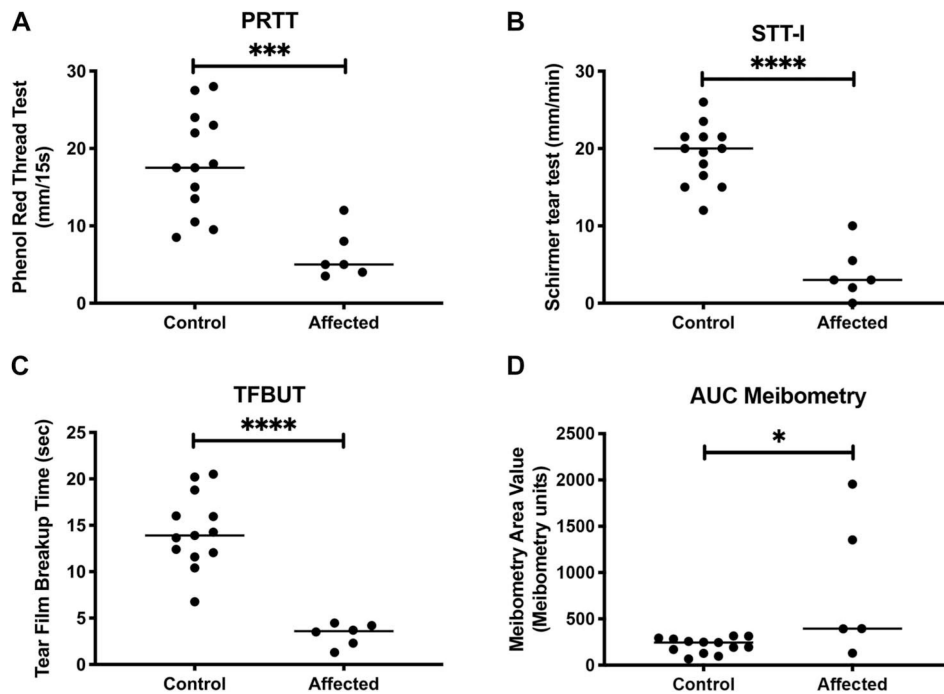 A
PRTT
***
Phenol Red Thread Test
(mm/15s)
30
20
10
0
Control
Affected
B
STT-I
****
Schirmer tear test (mm/min)
30
20
10
0
Control
Affected
C
TFBUT
****
Tear Film Breakup Time (sec)
25
20
15
10
5
0
Control
Affected
D
AUC Meibometry
*
Meibometry Area Value
(Meibometry units)
2500
2000
1500
1000
500
0
Control
Affected